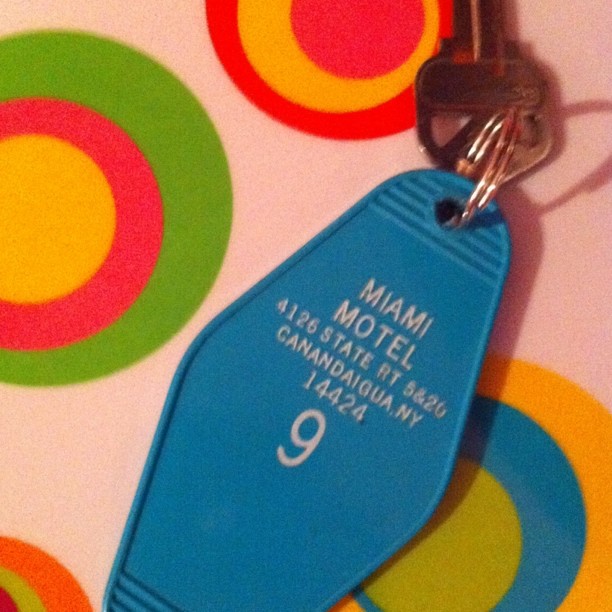 MIAMI
MOTEL
4126 STATE RT 5&20
CANANDAIGUA, NY
14424
9